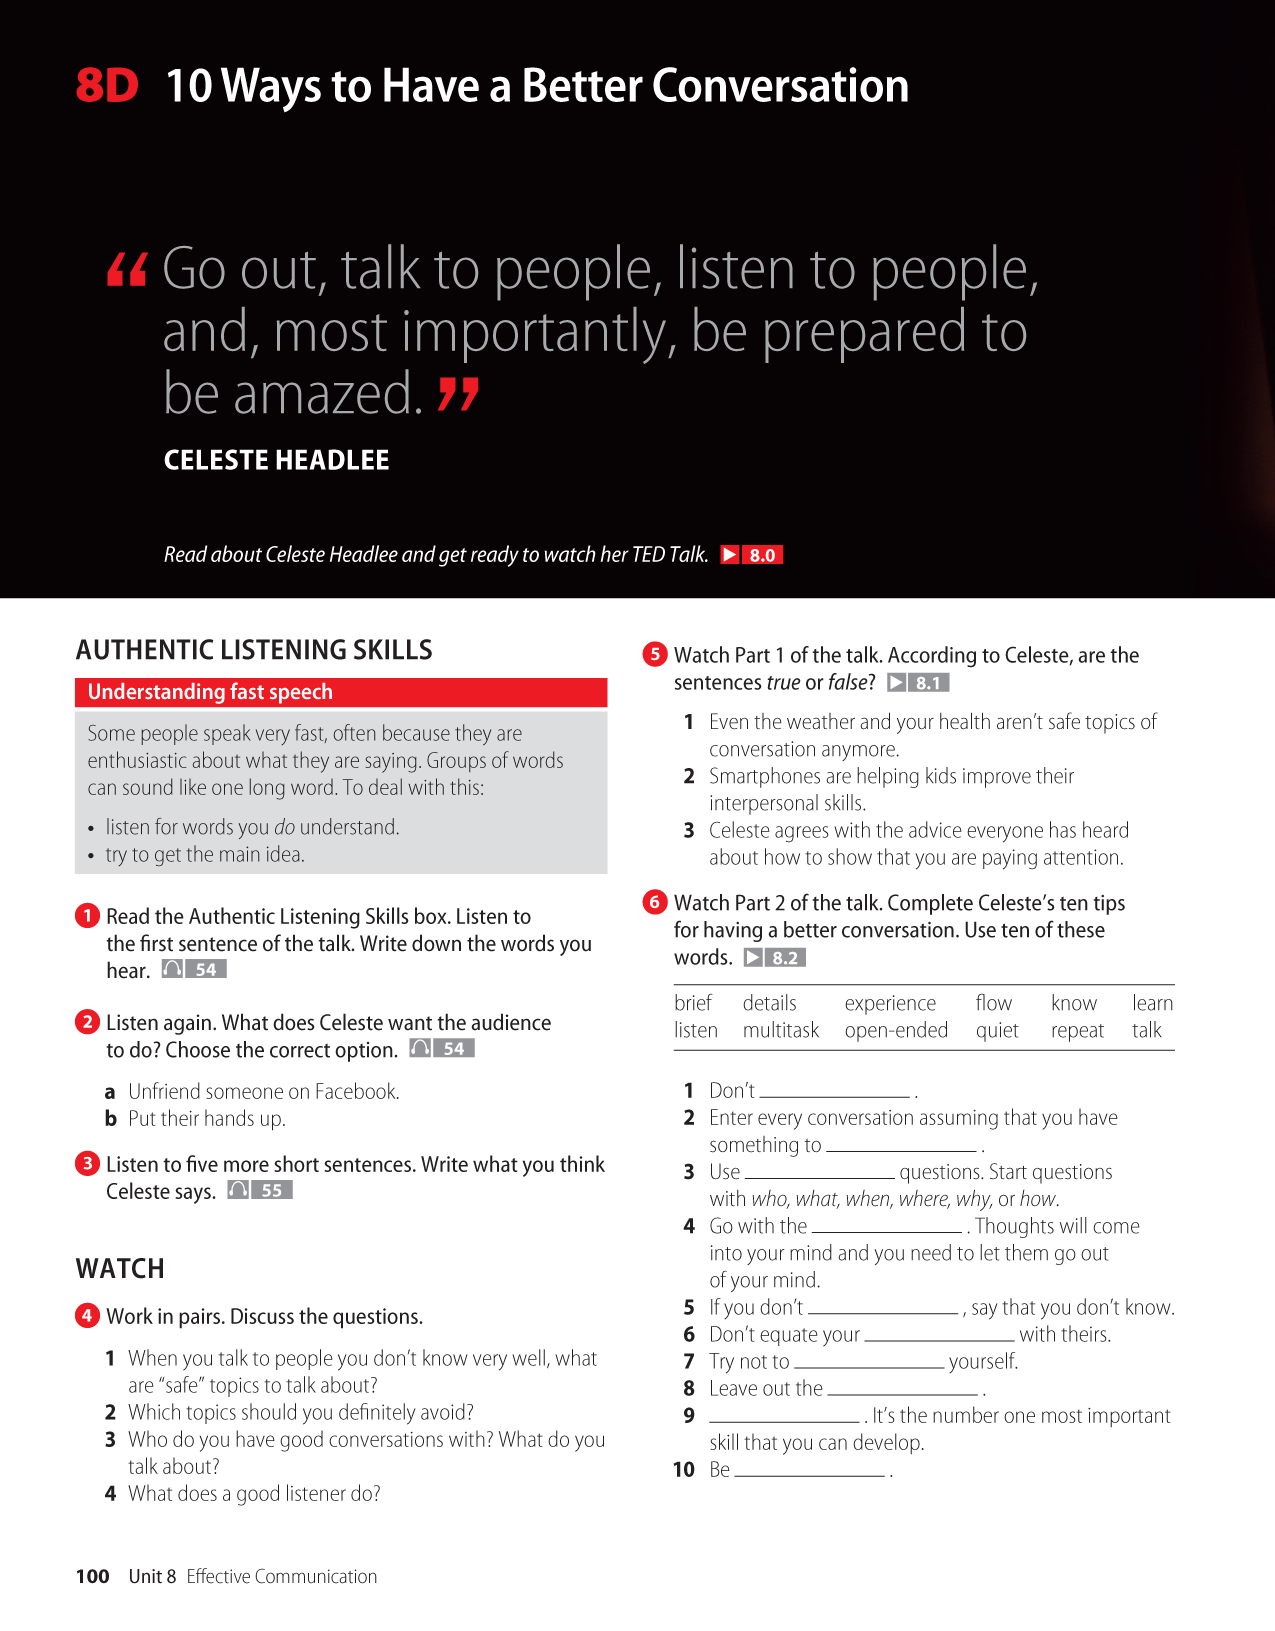 8D 10 Ways to Have a Better Conversation
“ Go out, talk to people, listen to people,
and, most importantly, be prepared to
be amazed. ”
CELESTE HEADLEE
Read about Celeste Headlee and get ready to watch her TED Talk. 8.0
AUTHENTIC LISTENING SKILLS
Understanding fast speech
Some people speak very fast, often because they are
enthusiastic about what they are saying. Groups of words
can sound like one long word. To deal with this:
• listen for words you do understand.
• try to get the main idea.
1 Read the Authentic Listening Skills box. Listen to
the first sentence of the talk. Write down the words you
hear. 54
2 Listen again. What does Celeste want the audience
to do? Choose the correct option. 54
a Unfriend someone on Facebook.
b Put their hands up.
3 Listen to five more short sentences. Write what you think
Celeste says. 55
WATCH
4 Work in pairs. Discuss the questions.
1 When you talk to people you don’t know very well, what
are “safe” topics to talk about?
2 Which topics should you definitely avoid?
3 Who do you have good conversations with? What do you
talk about?
4 What does a good listener do?
5 Watch Part 1 of the talk. According to Celeste, are the
sentences true or false? 8.1
1 Even the weather and your health aren’t safe topics of
conversation anymore.
2 Smartphones are helping kids improve their
interpersonal skills.
3 Celeste agrees with the advice everyone has heard
about how to show that you are paying attention.
6 Watch Part 2 of the talk. Complete Celeste’s ten tips
for having a better conversation. Use ten of these
words. 8.2
brief details experience flow know learn
listen multitask open-ended quiet repeat talk
1 Don’t ____________ .
2 Enter every conversation assuming that you have
something to ____________ .
3 Use ____________ questions. Start questions
with who, what, when, where, why, or how.
4 Go with the ____________ . Thoughts will come
into your mind and you need to let them go out
of your mind.
5 If you don’t ____________ , say that you don’t know.
6 Don’t equate your ____________ with theirs.
7 Try not to ____________ yourself.
8 Leave out the ____________ .
9 ____________ . It’s the number one most important
skill that you can develop.
10 Be ____________ .
100 Unit 8 Effective Communication